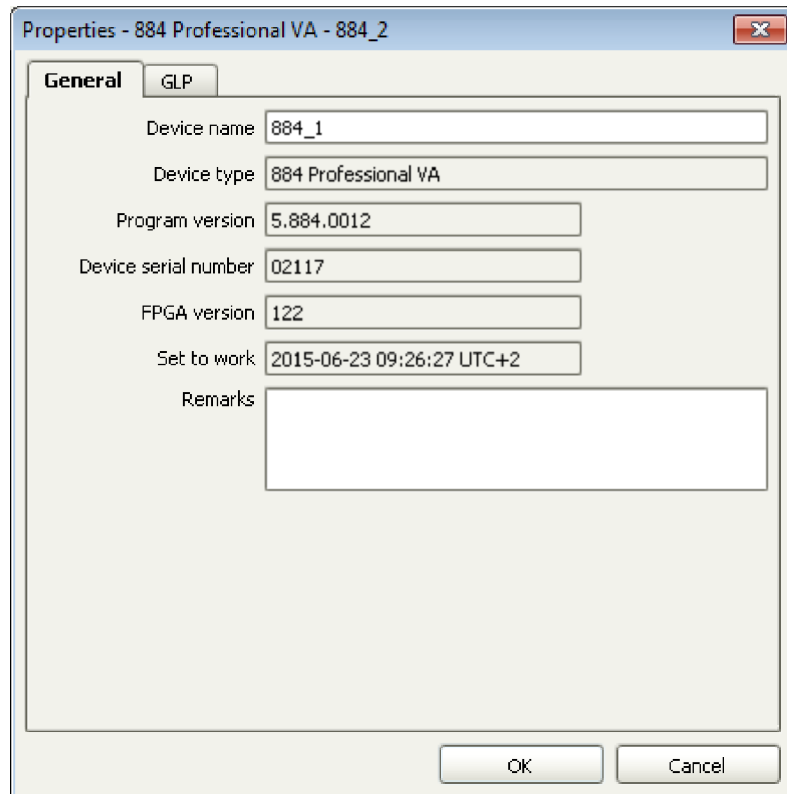 Properties - 884 Professional VA - 884_2
General GLP
Device name 884_1
Device type 884 Professional VA
Program version 5.884.0012
Device serial number 02117
FPGA version 122
Set to work 2015-06-23 09:26:27 UTC+2
Remarks
OK Cancel